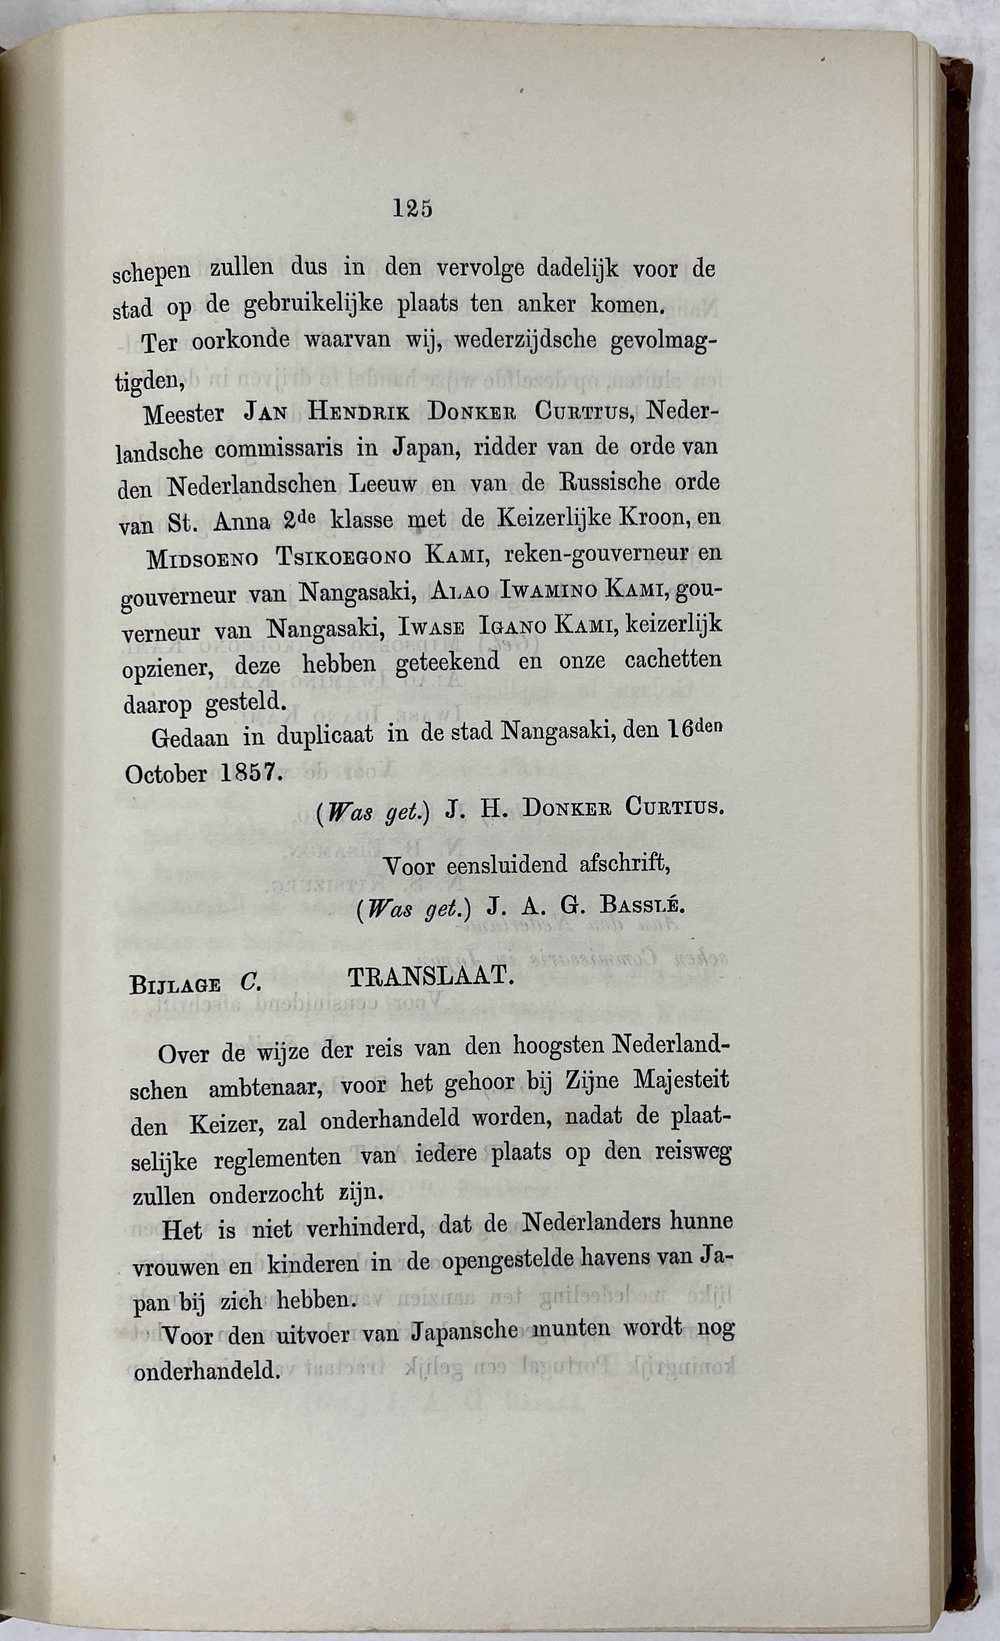 125
schepen zullen dus in den vervolge dadelijk voor de
stad op de gebruikelijke plaats ten anker komen.
Ter oorkonde waarvan wij, wederzijdsche gevolmag-
tigden,
Meester JAN HENDRIK DONKER CURTIUS, Neder-
landsche commissaris in Japan, ridder van de orde van
den Nederlandschen Leeuw en van de Russische orde
van St. Anna 2de klasse met de Keizerlijke Kroon, en
MIDSOENO TSIKOEGONO KAMI, reken-gouverneur en
gouverneur van Nangasaki, ALAO IWAMINO KAMI, gou-
verneur van Nangasaki, IWASE IGANO KAMI, keizerlijk
opziener, deze hebben geteekend en onze cachetten
daarop gesteld.
Gedaan in duplicaat in de stad Nangasaki, den 16den
October 1857.
(Was get.) J. H. DONKER CURTIUS.
Voor eensluidend afschrift,
(Was get.) J. A. G. BASSLÉ.
BIJLAGE C. TRANSLAAT.
Over de wijze der reis van den hoogsten Nederland-
schen ambtenaar, voor het gehoor bij Zijne Majesteit
den Keizer, zal onderhandeld worden, nadat de plaat-
selijke reglementen van iedere plaats op den reisweg
zullen onderzocht zijn.
Het is niet verhinderd, dat de Nederlanders hunne
vrouwen en kinderen in de opengestelde havens van Ja-
pan bij zich hebben.
Voor den uitvoer van Japansche munten wordt nog
onderhandeld.